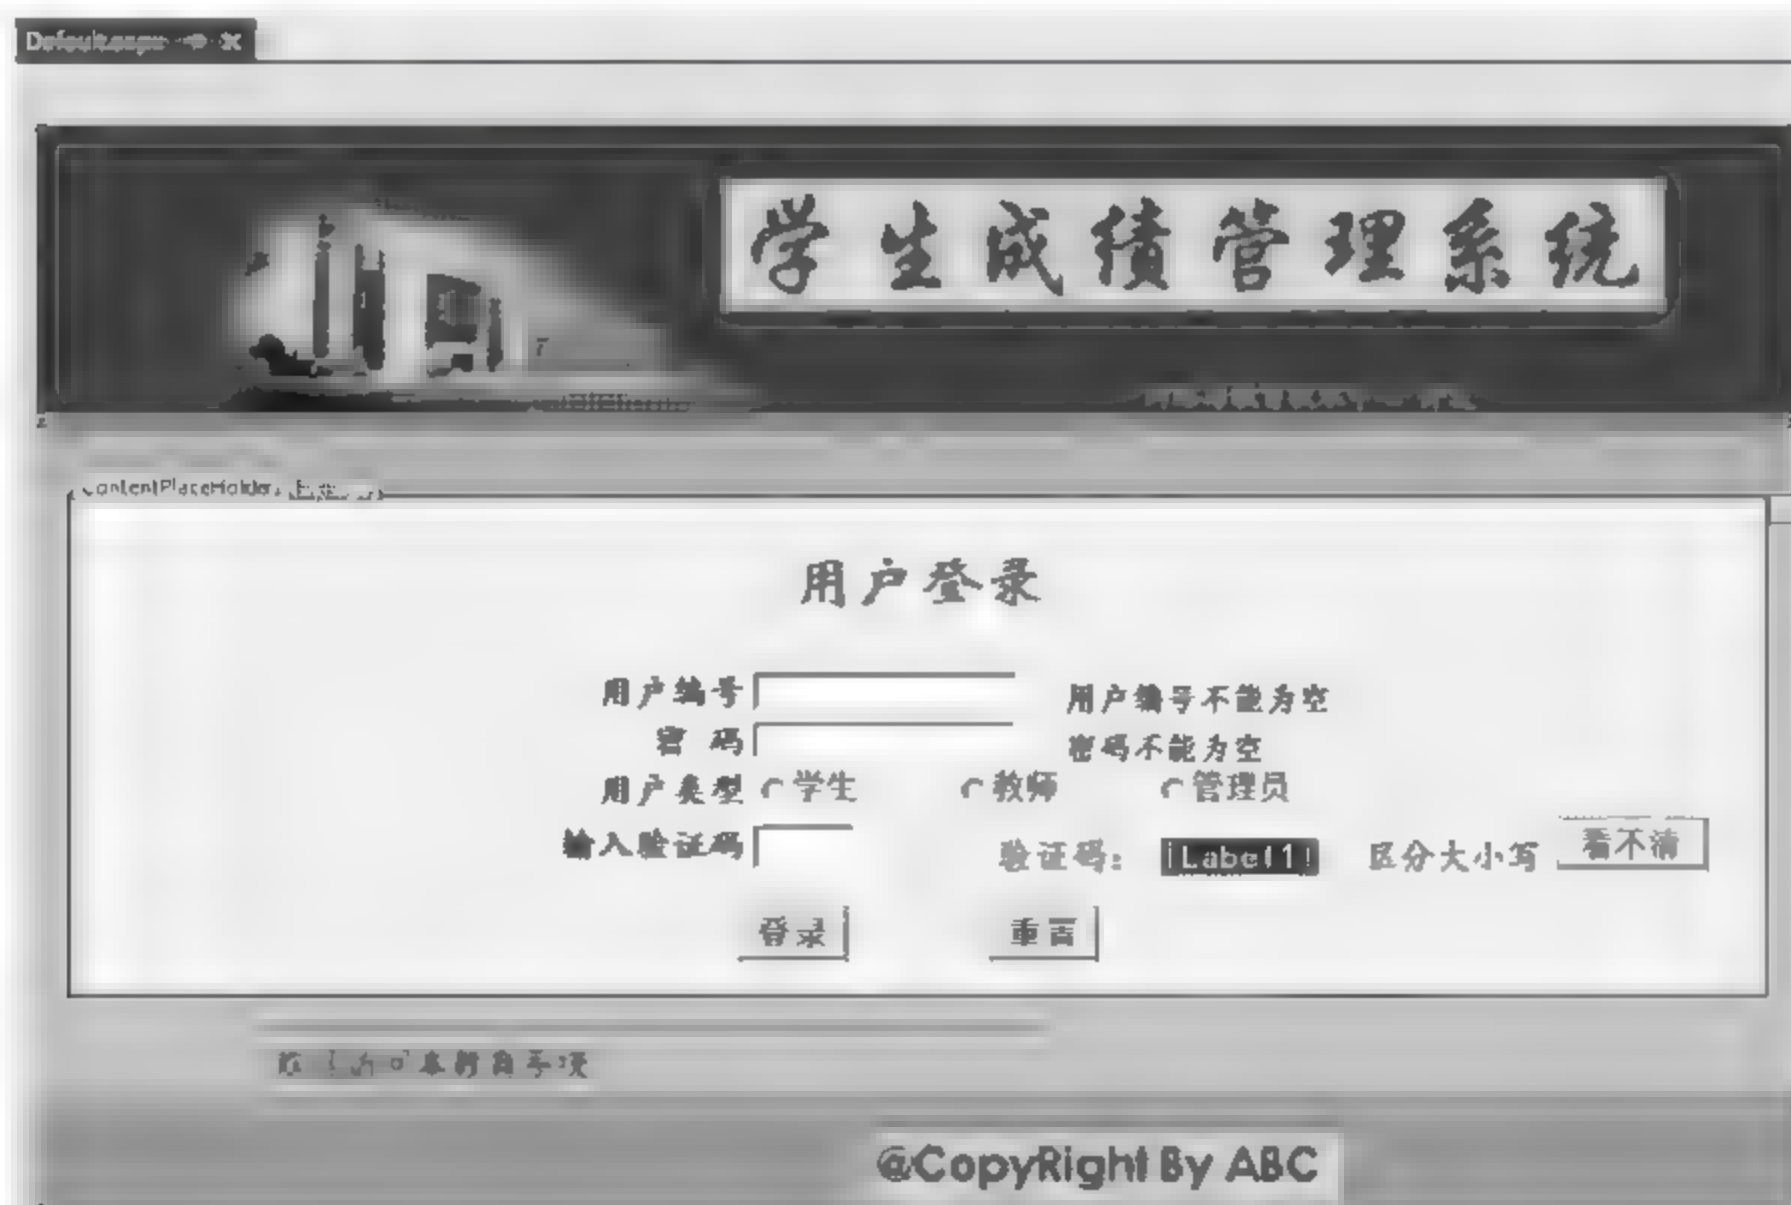 Default.aspx
学生成绩管理系统
用户登录
用户编号 用户编号不能为空
密 码 密码不能为空
用户类型 学生 教师 管理员
输入验证码 验证码： [Label1] 区分大小写 看不清
登录 重置
@CopyRight By ABC